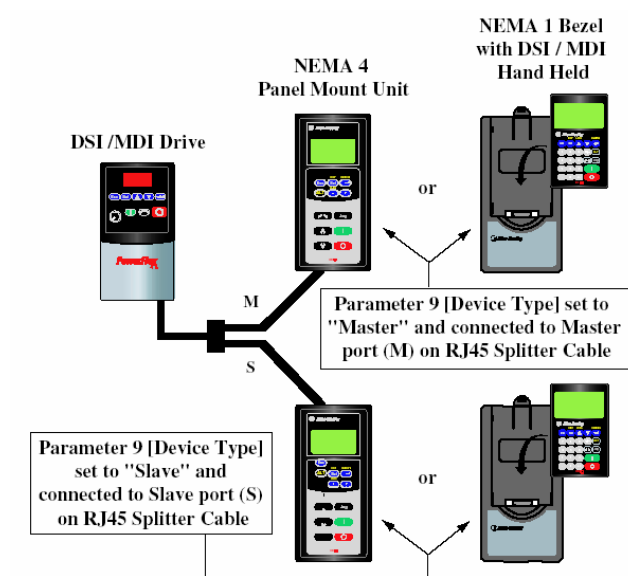 NEMA 1 Bezel
with DSI / MDI
Hand Held
NEMA 4
Panel Mount Unit
DSI /MDI Drive
or
PowerFlex
M
Parameter 9 [Device Type] set to
"Master" and connected to Master
port (M) on RJ45 Splitter Cable
S
Parameter 9 [Device Type]
set to "Slave" and
connected to Slave port (S)
on RJ45 Splitter Cable
or